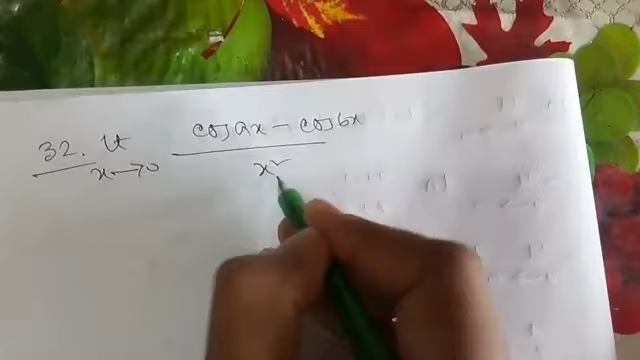 32. Lt x→0 (cos ax − cos bx) / x²